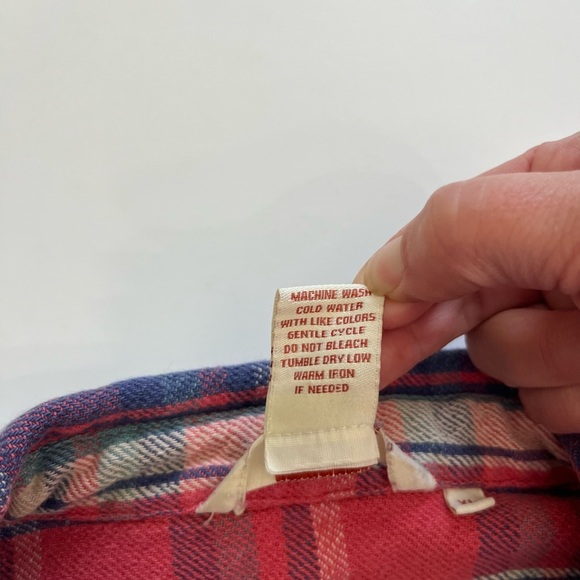 MACHINE WASH
COLD WATER
WITH LIKE COLORS
GENTLE CYCLE
DO NOT BLEACH
TUMBLE DRY LOW
WARM IRON
IF NEEDED